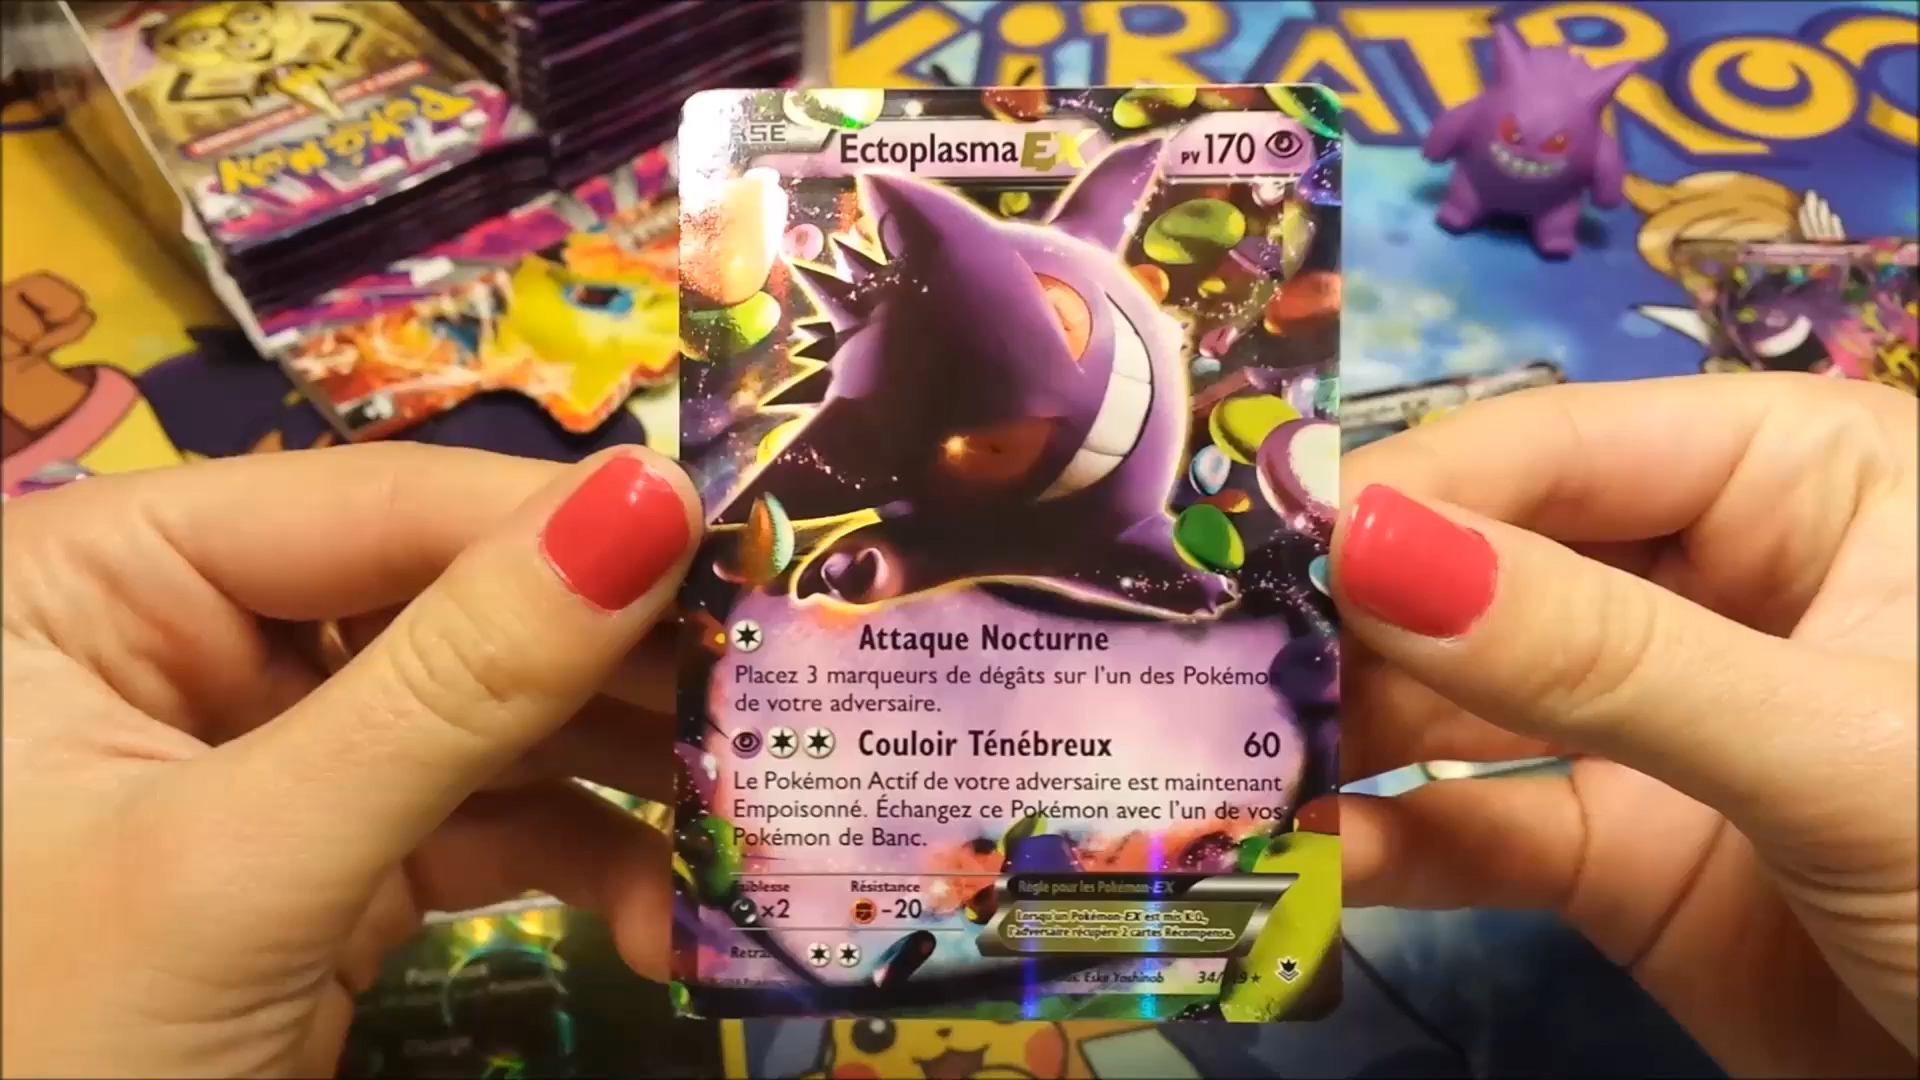 KIRATRO
POKÉMON
Ectoplasma EX
PV 170
Attaque Nocturne
Placez 3 marqueurs de dégâts sur l'un des Pokémo
de votre adversaire.
Couloir Ténébreux 60
Le Pokémon Actif de votre adversaire est maintenant
Empoisonné. Échangez ce Pokémon avec l'un de vos
Pokémon de Banc.
Résistance
x2 -20
Règle pour les Pokémon-EX
Lorsqu'un Pokémon-EX est mis K.O.,
l'adversaire récupère 2 cartes Récompense.